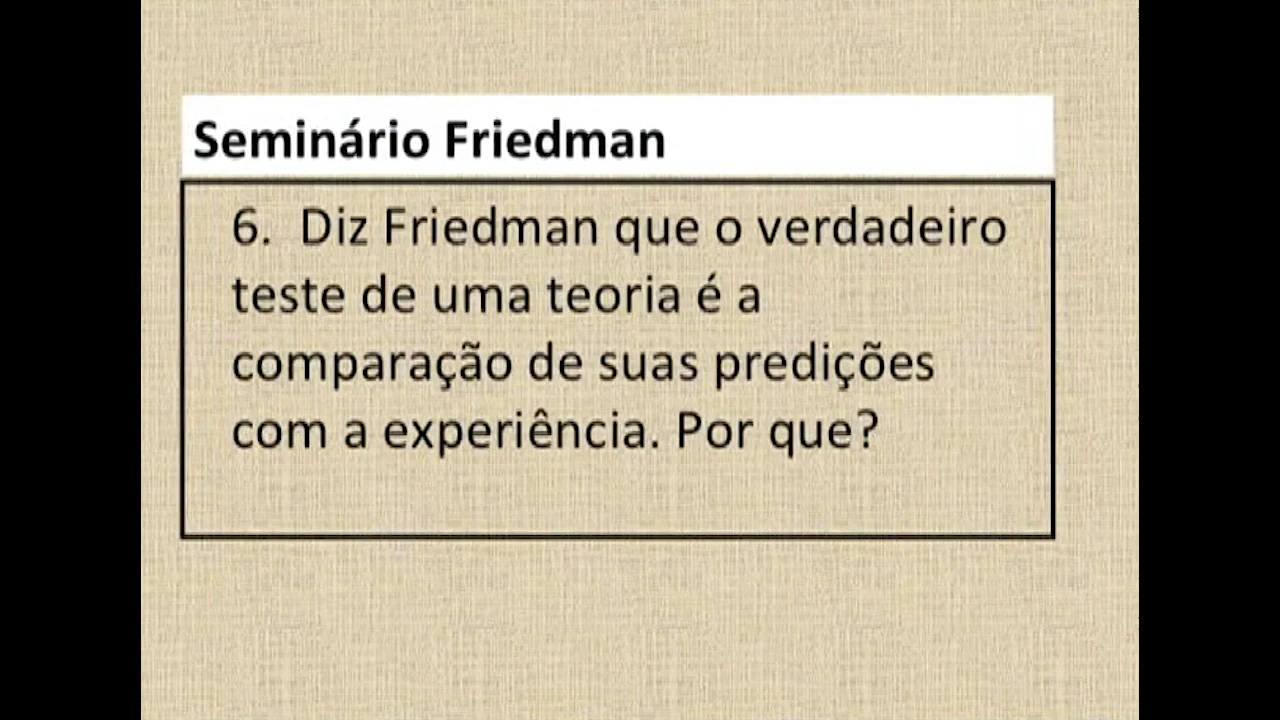 Seminário Friedman
6. Diz Friedman que o verdadeiro
teste de uma teoria é a
comparação de suas predições
com a experiência. Por que?